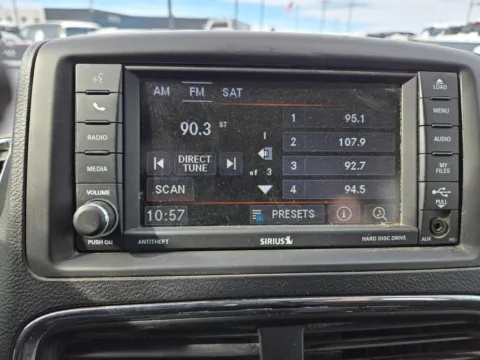 AM FM SAT
90.3 ST
DIRECT
TUNE
SCAN
10:57
1
of 3
1 95.1
2 107.9
3 92.7
4 94.5
PRESETS
RADIO
MEDIA
VOLUME
PUSH ON
ANTITHEFT
SIRIUS
HARD DISC DRIVE
LOAD
MENU
AUDIO
MY
FILES
PULL
AUX